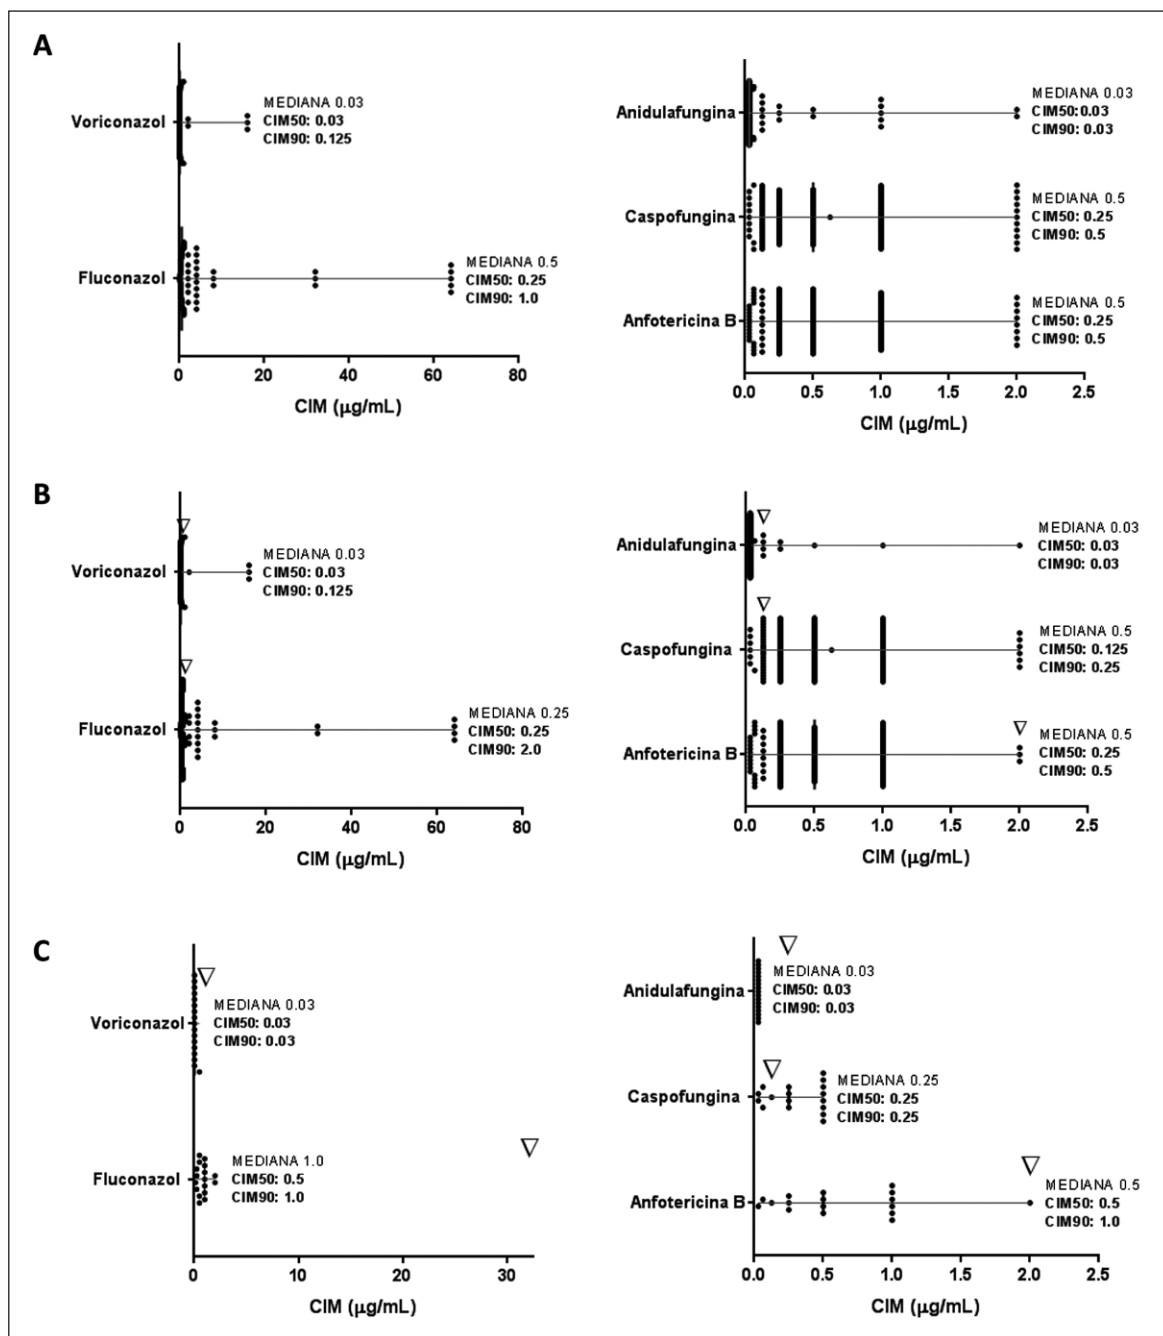 A
Voriconazol
MEDIANA 0.03
CIM50: 0.03
CIM90: 0.125
Fluconazol
MEDIANA 0.5
CIM50: 0.25
CIM90: 1.0
0 20 40 60 80
CIM (µg/mL)
Anidulafungina
MEDIANA 0.03
CIM50:0.03
CIM90: 0.03
Caspofungina
MEDIANA 0.5
CIM50: 0.25
CIM90: 0.5
Anfotericina B
MEDIANA 0.5
CIM50: 0.25
CIM90: 0.5
0.0 0.5 1.0 1.5 2.0 2.5
CIM (µg/mL)
B
Voriconazol
MEDIANA 0.03
CIM50: 0.03
CIM90: 0.125
Fluconazol
MEDIANA 0.25
CIM50: 0.25
CIM90: 2.0
0 20 40 60 80
CIM (µg/mL)
Anidulafungina
MEDIANA 0.03
CIM50: 0.03
CIM90: 0.03
Caspofungina
MEDIANA 0.5
CIM50: 0.125
CIM90: 0.25
Anfotericina B
MEDIANA 0.5
CIM50: 0.25
CIM90: 0.5
0.0 0.5 1.0 1.5 2.0 2.5
CIM (µg/mL)
C
Voriconazol
MEDIANA 0.03
CIM50: 0.03
CIM90: 0.03
Fluconazol
MEDIANA 1.0
CIM50: 0.5
CIM90: 1.0
0 10 20 30
CIM (µg/mL)
Anidulafungina
MEDIANA 0.03
CIM50: 0.03
CIM90: 0.03
Caspofungina
MEDIANA 0.25
CIM50: 0.25
CIM90: 0.25
Anfotericina B
MEDIANA 0.5
CIM50: 0.5
CIM90: 1.0
0.0 0.5 1.0 1.5 2.0 2.5
CIM (µg/mL)